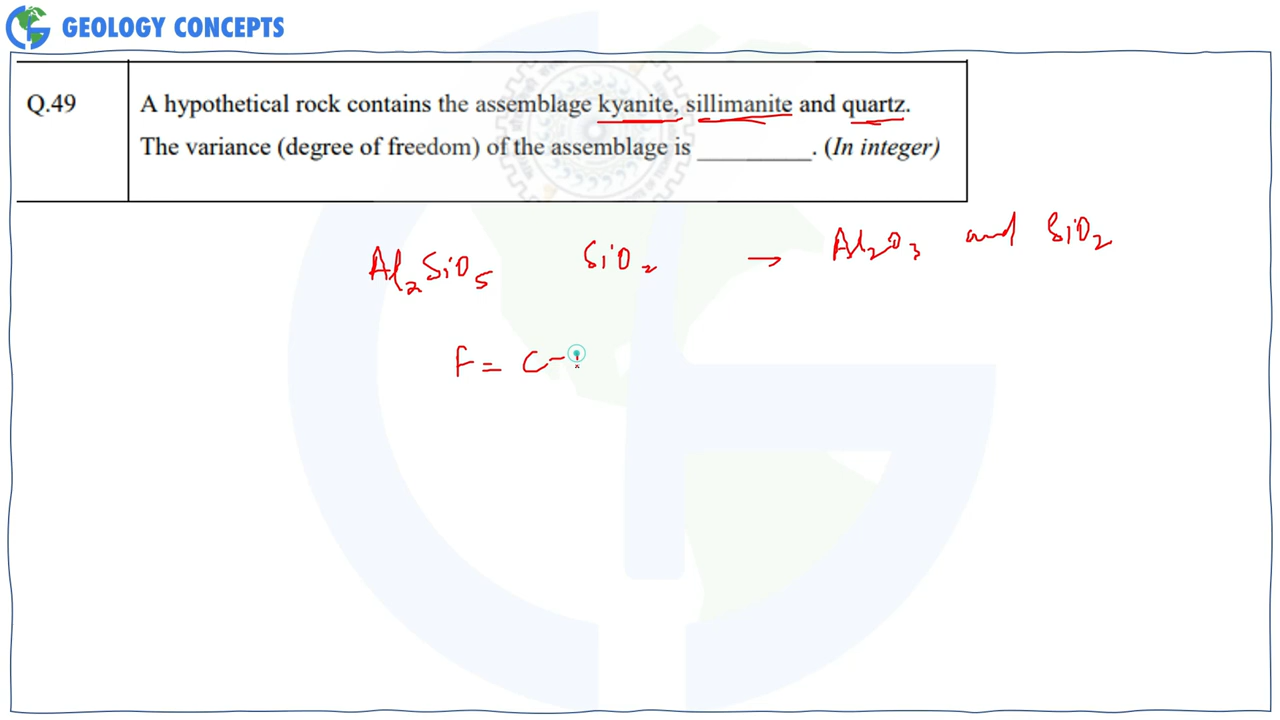 GEOLOGY CONCEPTS
Q.49
A hypothetical rock contains the assemblage kyanite, sillimanite and quartz.
The variance (degree of freedom) of the assemblage is __________. (In integer)
Al₂SiO₅ SiO₂ → Al₂O₃ and SiO₂
F = C-